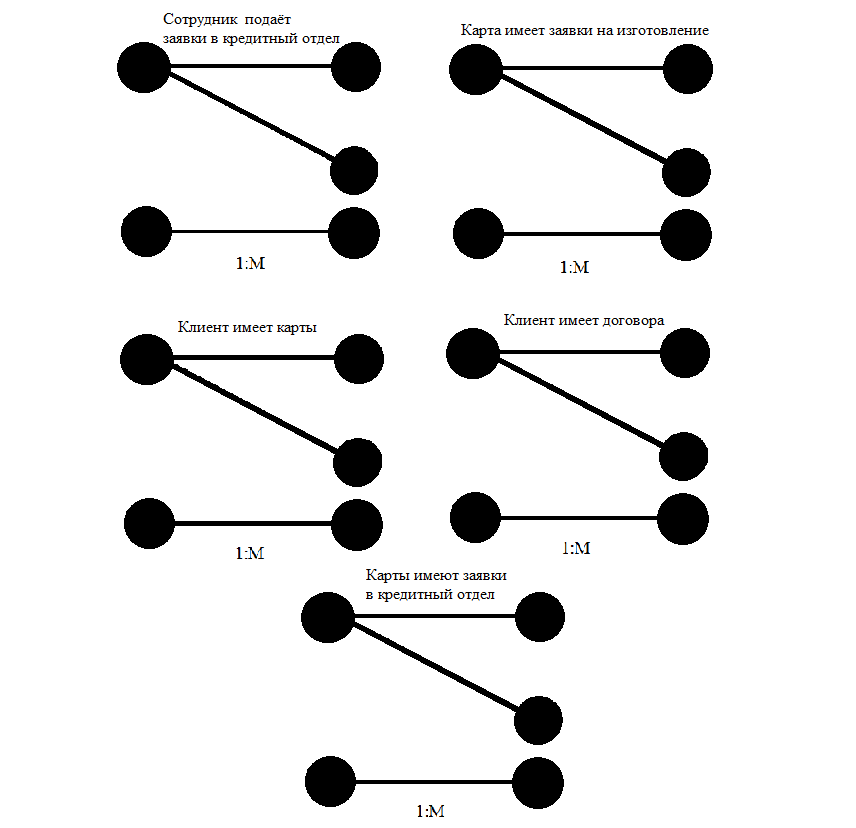 Сотрудник подаёт
заявки в кредитный отдел
Карта имеет заявки на изготовление
1:М
1:М
Клиент имеет карты
Клиент имеет договора
1:М
1:М
Карты имеют заявки
в кредитный отдел
1:М